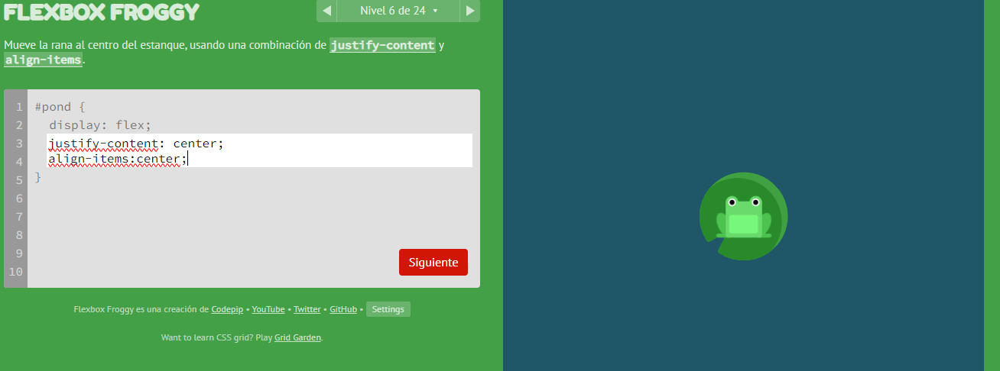 FLEXBOX FROGGY
Nivel 6 de 24
Mueve la rana al centro del estanque, usando una combinación de justify-content y
align-items.
1 #pond {
2 display: flex;
3 justify-content: center;
4 align-items:center;
5 }
6
7
8
9
10
Siguiente
Flexbox Froggy es una creación de Codepip • YouTube • Twitter • GitHub • Settings
Want to learn CSS grid? Play Grid Garden.